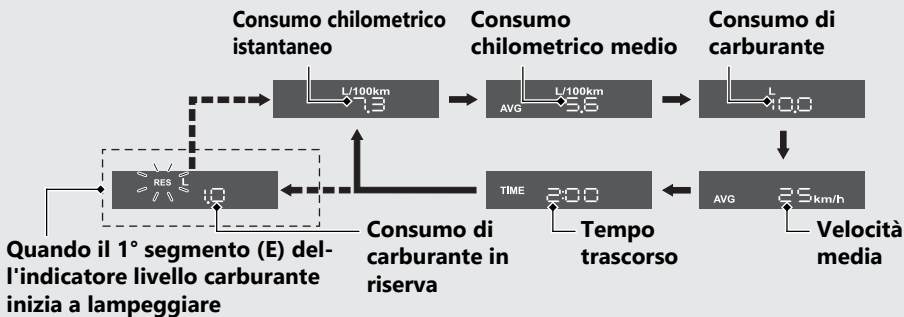 Consumo chilometrico
istantaneo
Consumo
chilometrico medio
Consumo di
carburante
L/100km
7.3
AVG
L/100km
5.6
L
10.0
RES
L
1.0
TIME
2:00
AVG
25 km/h
Quando il 1° segmento (E) del-
l'indicatore livello carburante
inizia a lampeggiare
Consumo di
carburante in
riserva
Tempo
trascorso
Velocità
media